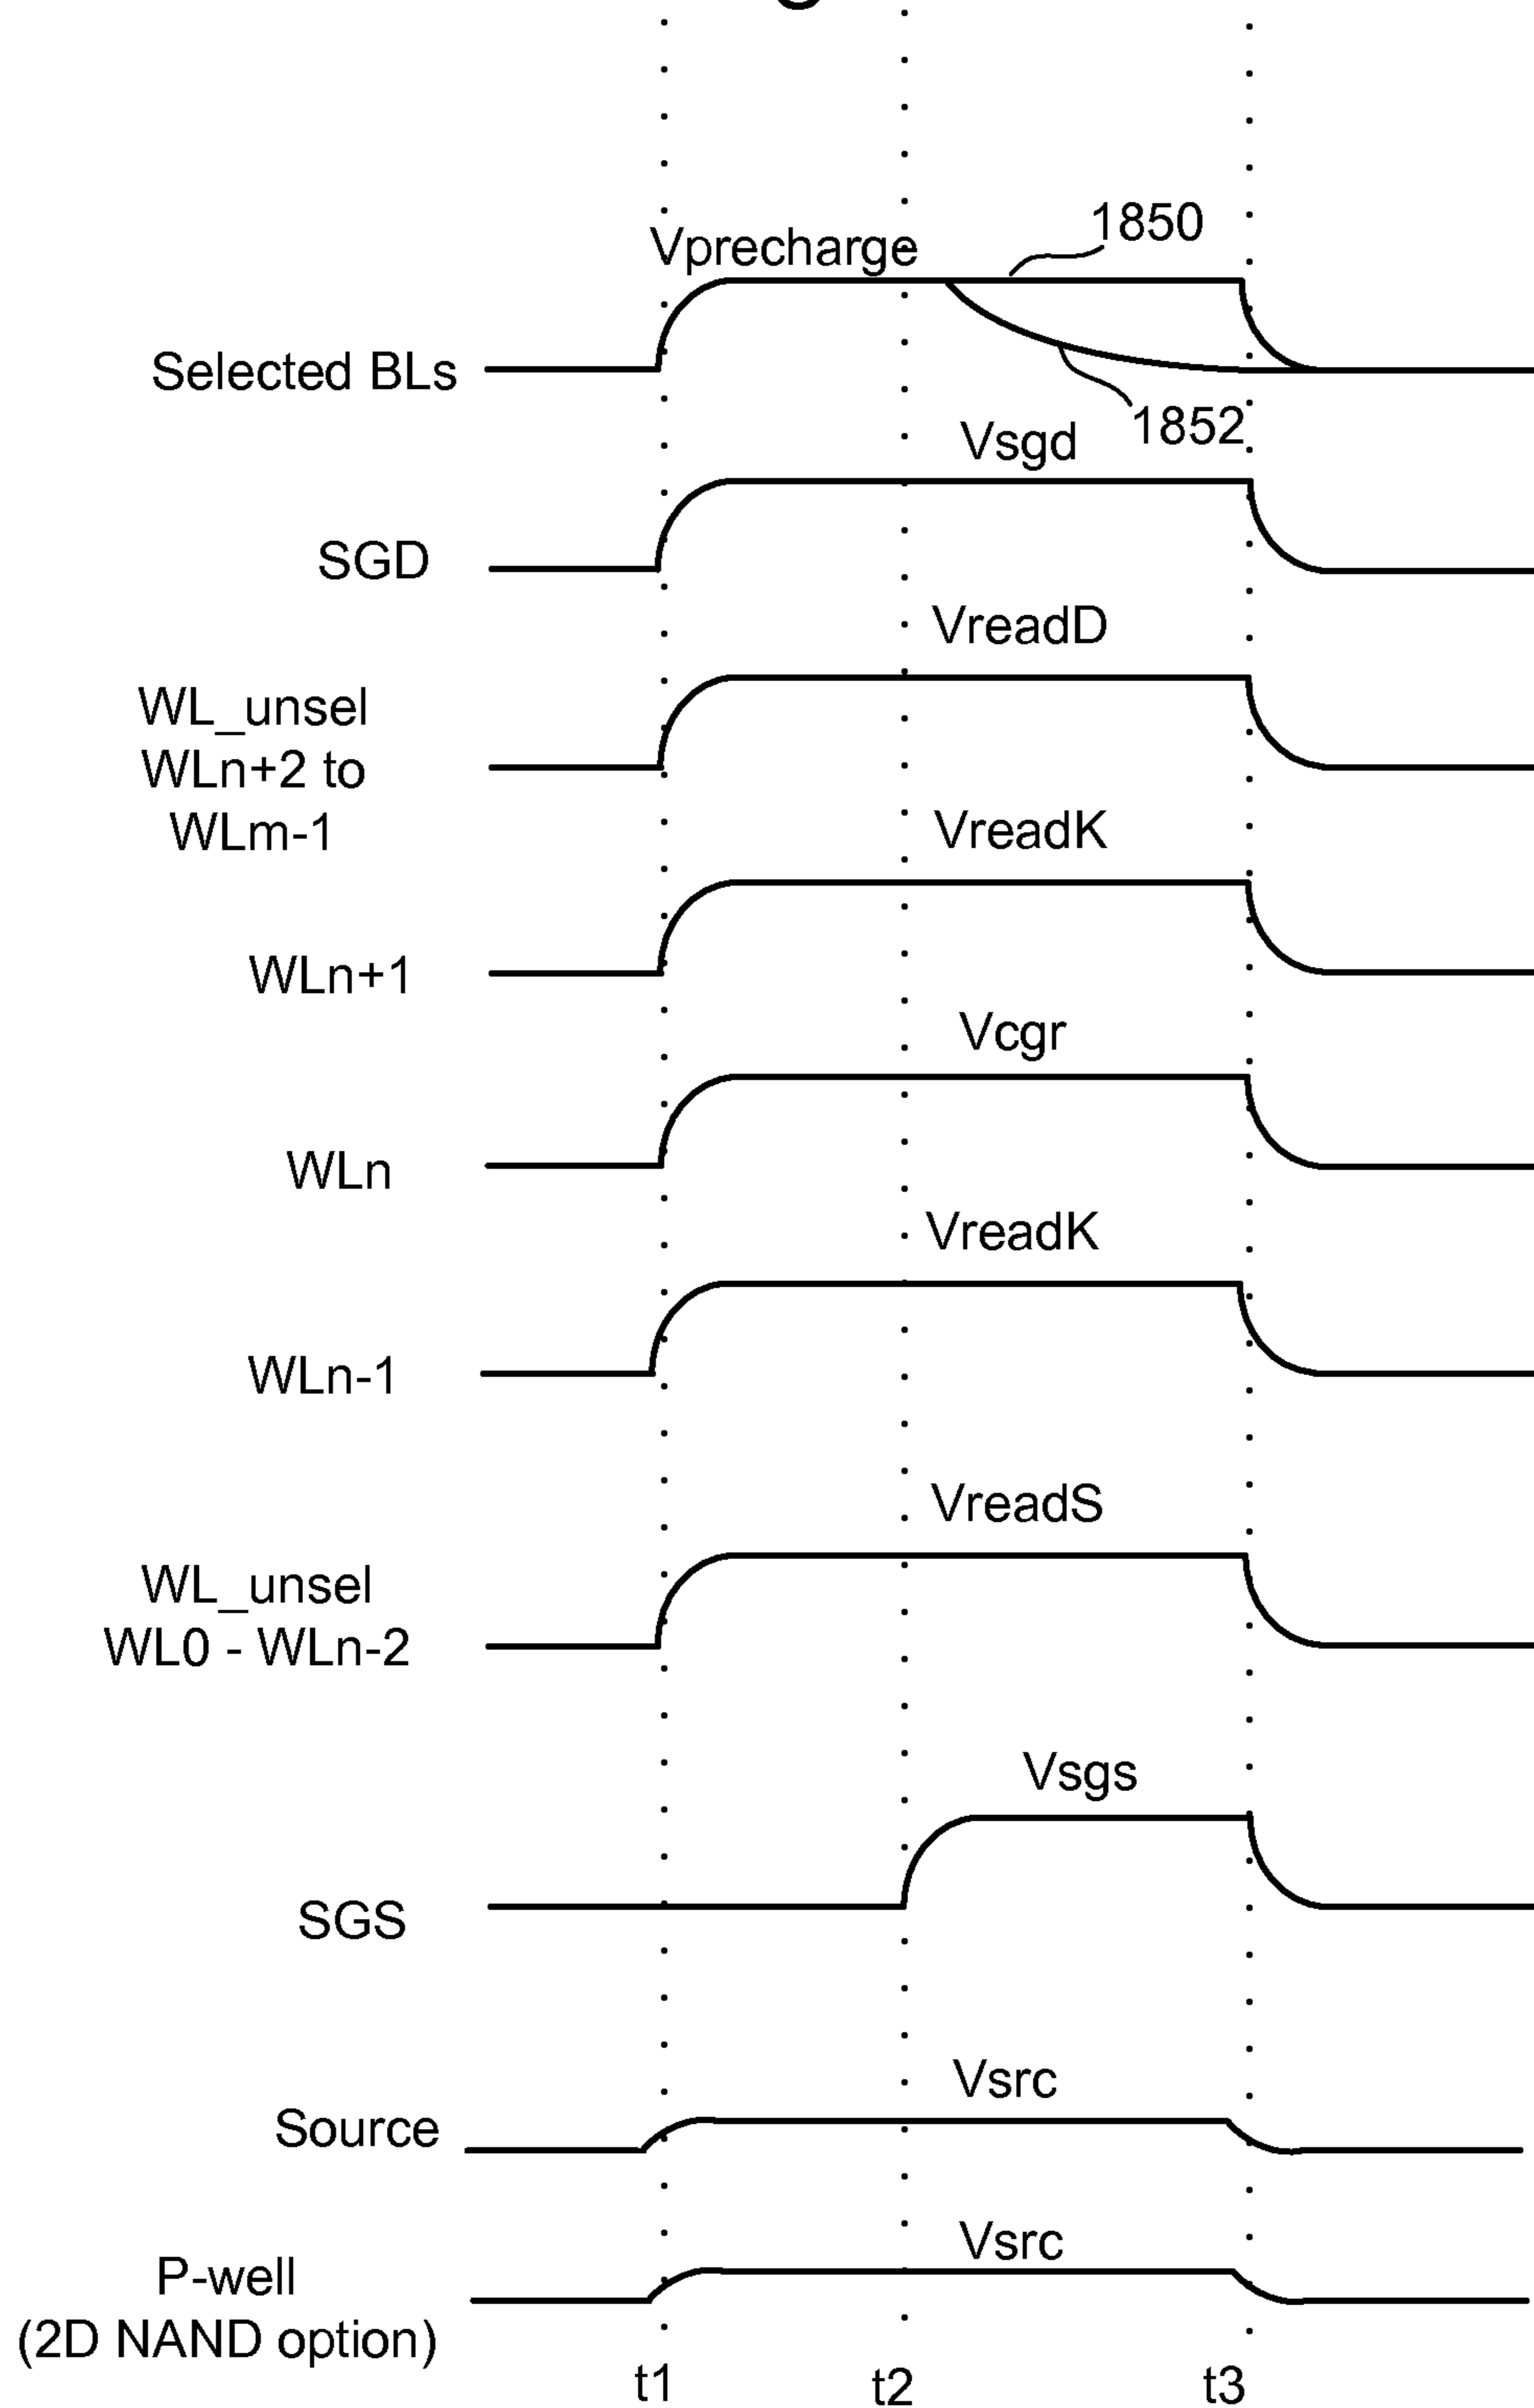 1850
Vprecharge
Selected BLs
1852
Vsgd
SGD
VreadD
WL_unsel
WLn+2 to
WLm-1
VreadK
WLn+1
Vcgr
WLn
VreadK
WLn-1
VreadS
WL_unsel
WL0 - WLn-2
Vsgs
SGS
Vsrc
Source
Vsrc
P-well
(2D NAND option)
t1 t2 t3